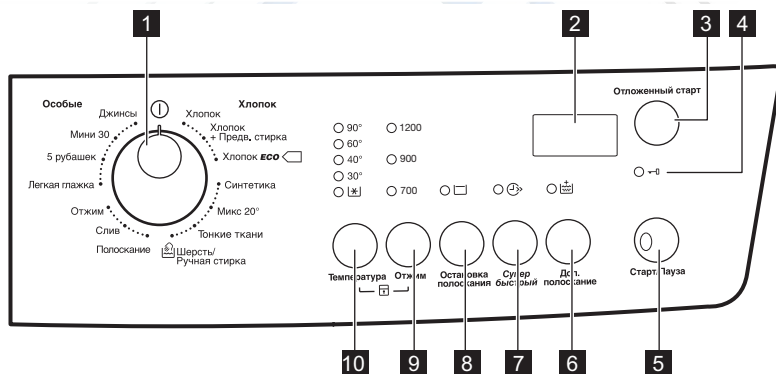 1
2
3
4
Особые
Хлопок
Отложенный старт
Джинсы
Хлопок
Мини 30
Хлопок
+ Предв. стирка
5 рубашек
Хлопок ECO
Легкая глажка
Синтетика
Отжим
Микс 20°
Слив
Тонкие ткани
Полоскание
Шерсть/
Ручная стирка
90°
1200
60°
40°
900
30°
700
Температура
Отжим
Остановка
полоскания
Супер
быстрый
Доп.
полоскание
Старт/Пауза
10
9
8
7
6
5